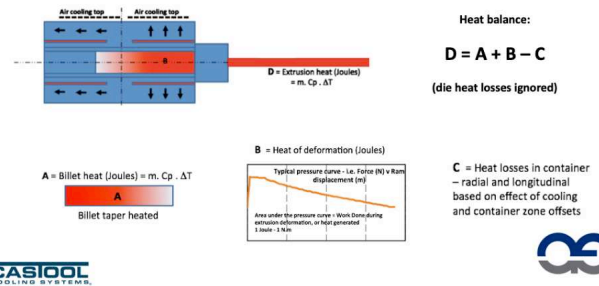 Air cooling top
Air cooling top
B
D = Extrusion heat (Joules)
= m. Cp . ΔT
Heat balance:
D = A + B – C
(die heat losses ignored)
A = Billet heat (Joules) = m. Cp . ΔT
A
Billet taper heated
B = Heat of deformation (Joules)
Typical pressure curve - i.e. Force (N) v Ram
displacement (m)
Area under the pressure curve = Work Done during
extrusion deformation, or heat generated
1 Joule - 1 N.m
C = Heat losses in container
– radial and longitudinal
based on effect of cooling
and container zone offsets
CASTOOL
COOLING SYSTEMS